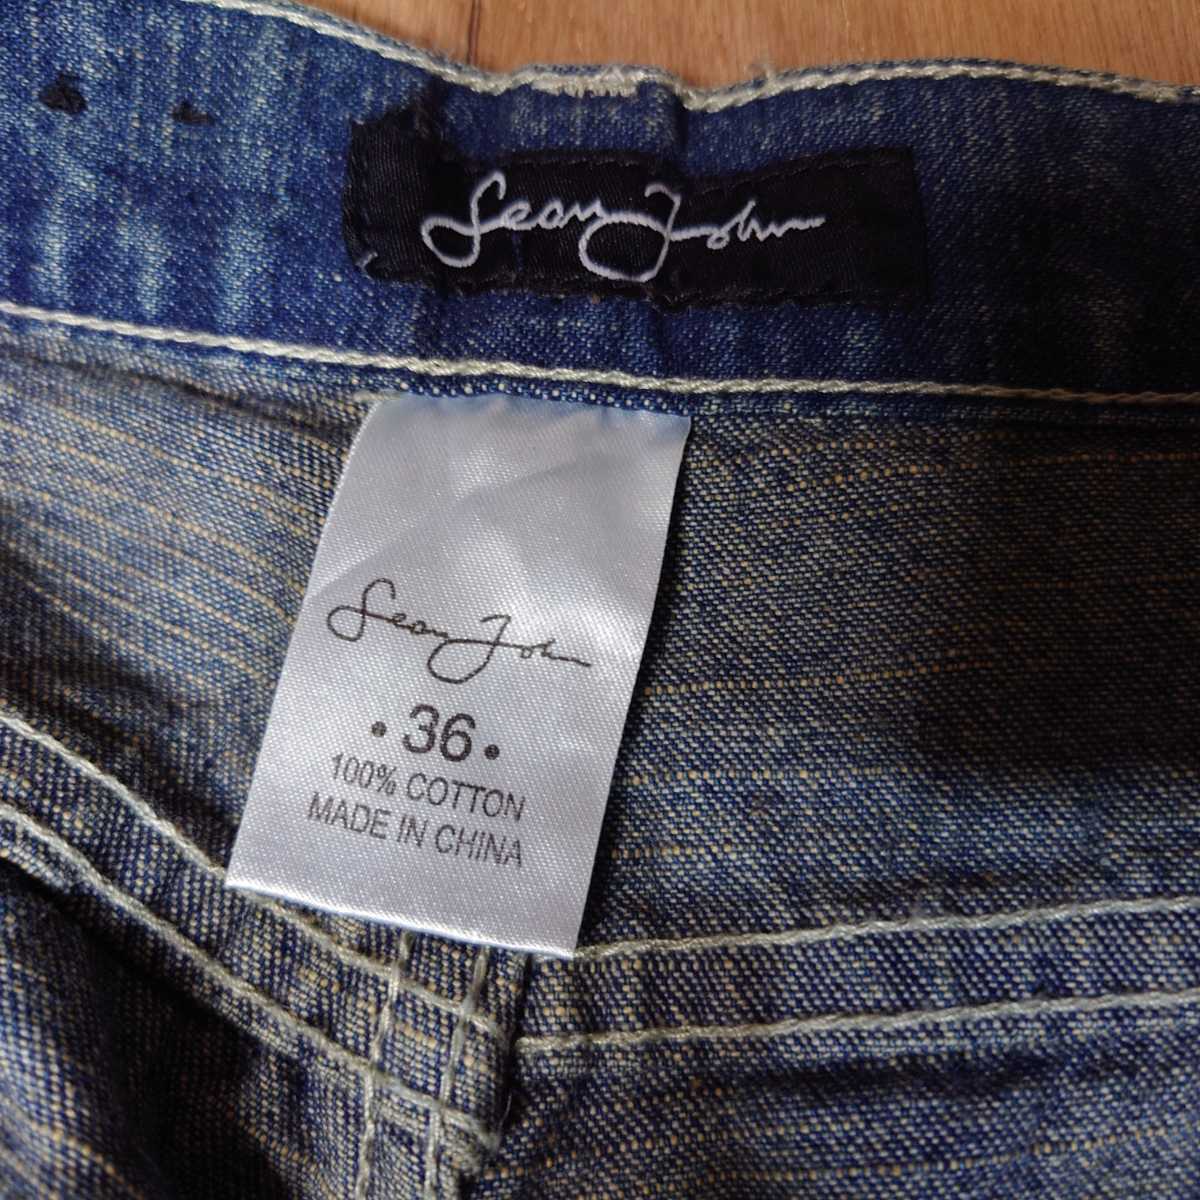 Sean John
Sean John
• 36 •
100% COTTON
MADE IN CHINA